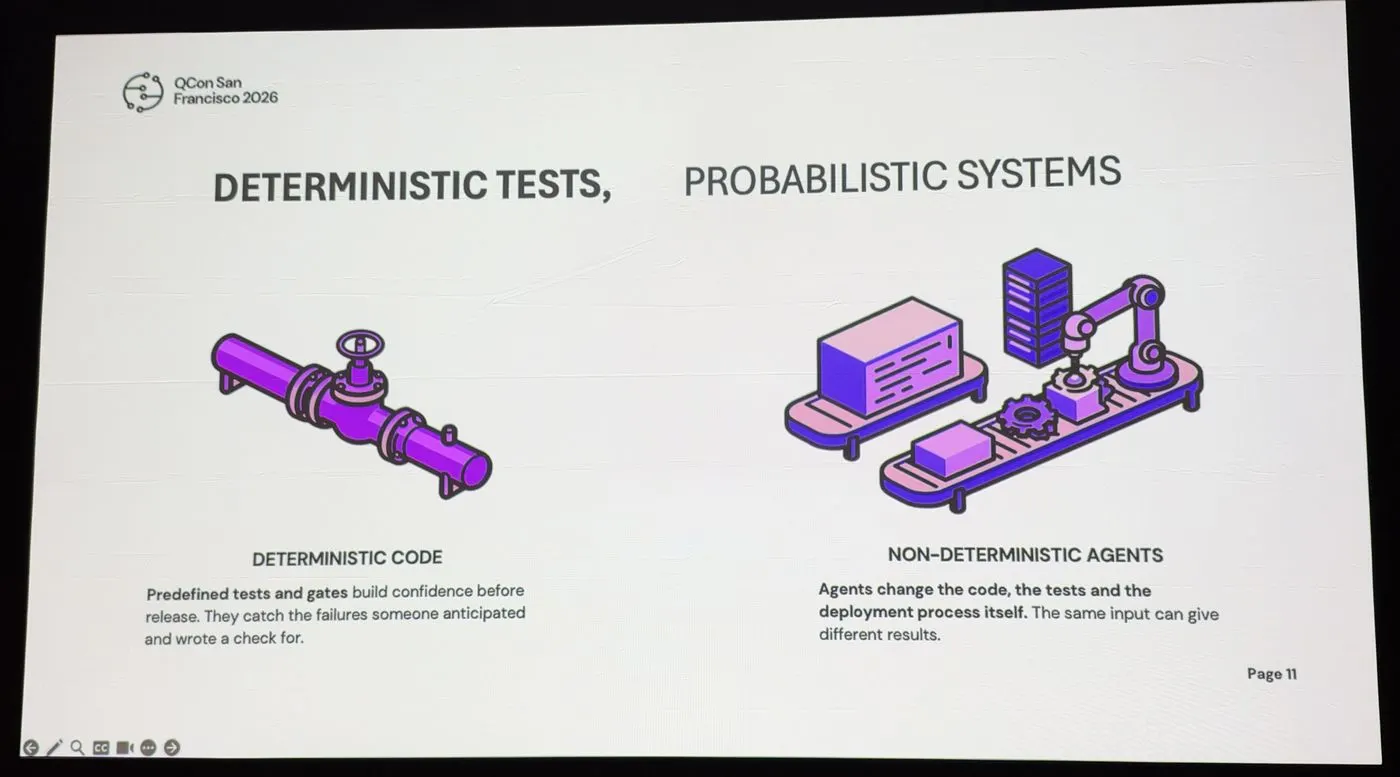 QCon San
Francisco 2026
DETERMINISTIC TESTS,
PROBABILISTIC SYSTEMS
DETERMINISTIC CODE
Predefined tests and gates build confidence before
release. They catch the failures someone anticipated
and wrote a check for.
NON-DETERMINISTIC AGENTS
Agents change the code, the tests and the
deployment process itself. The same input can give
different results.
Page 11
CC